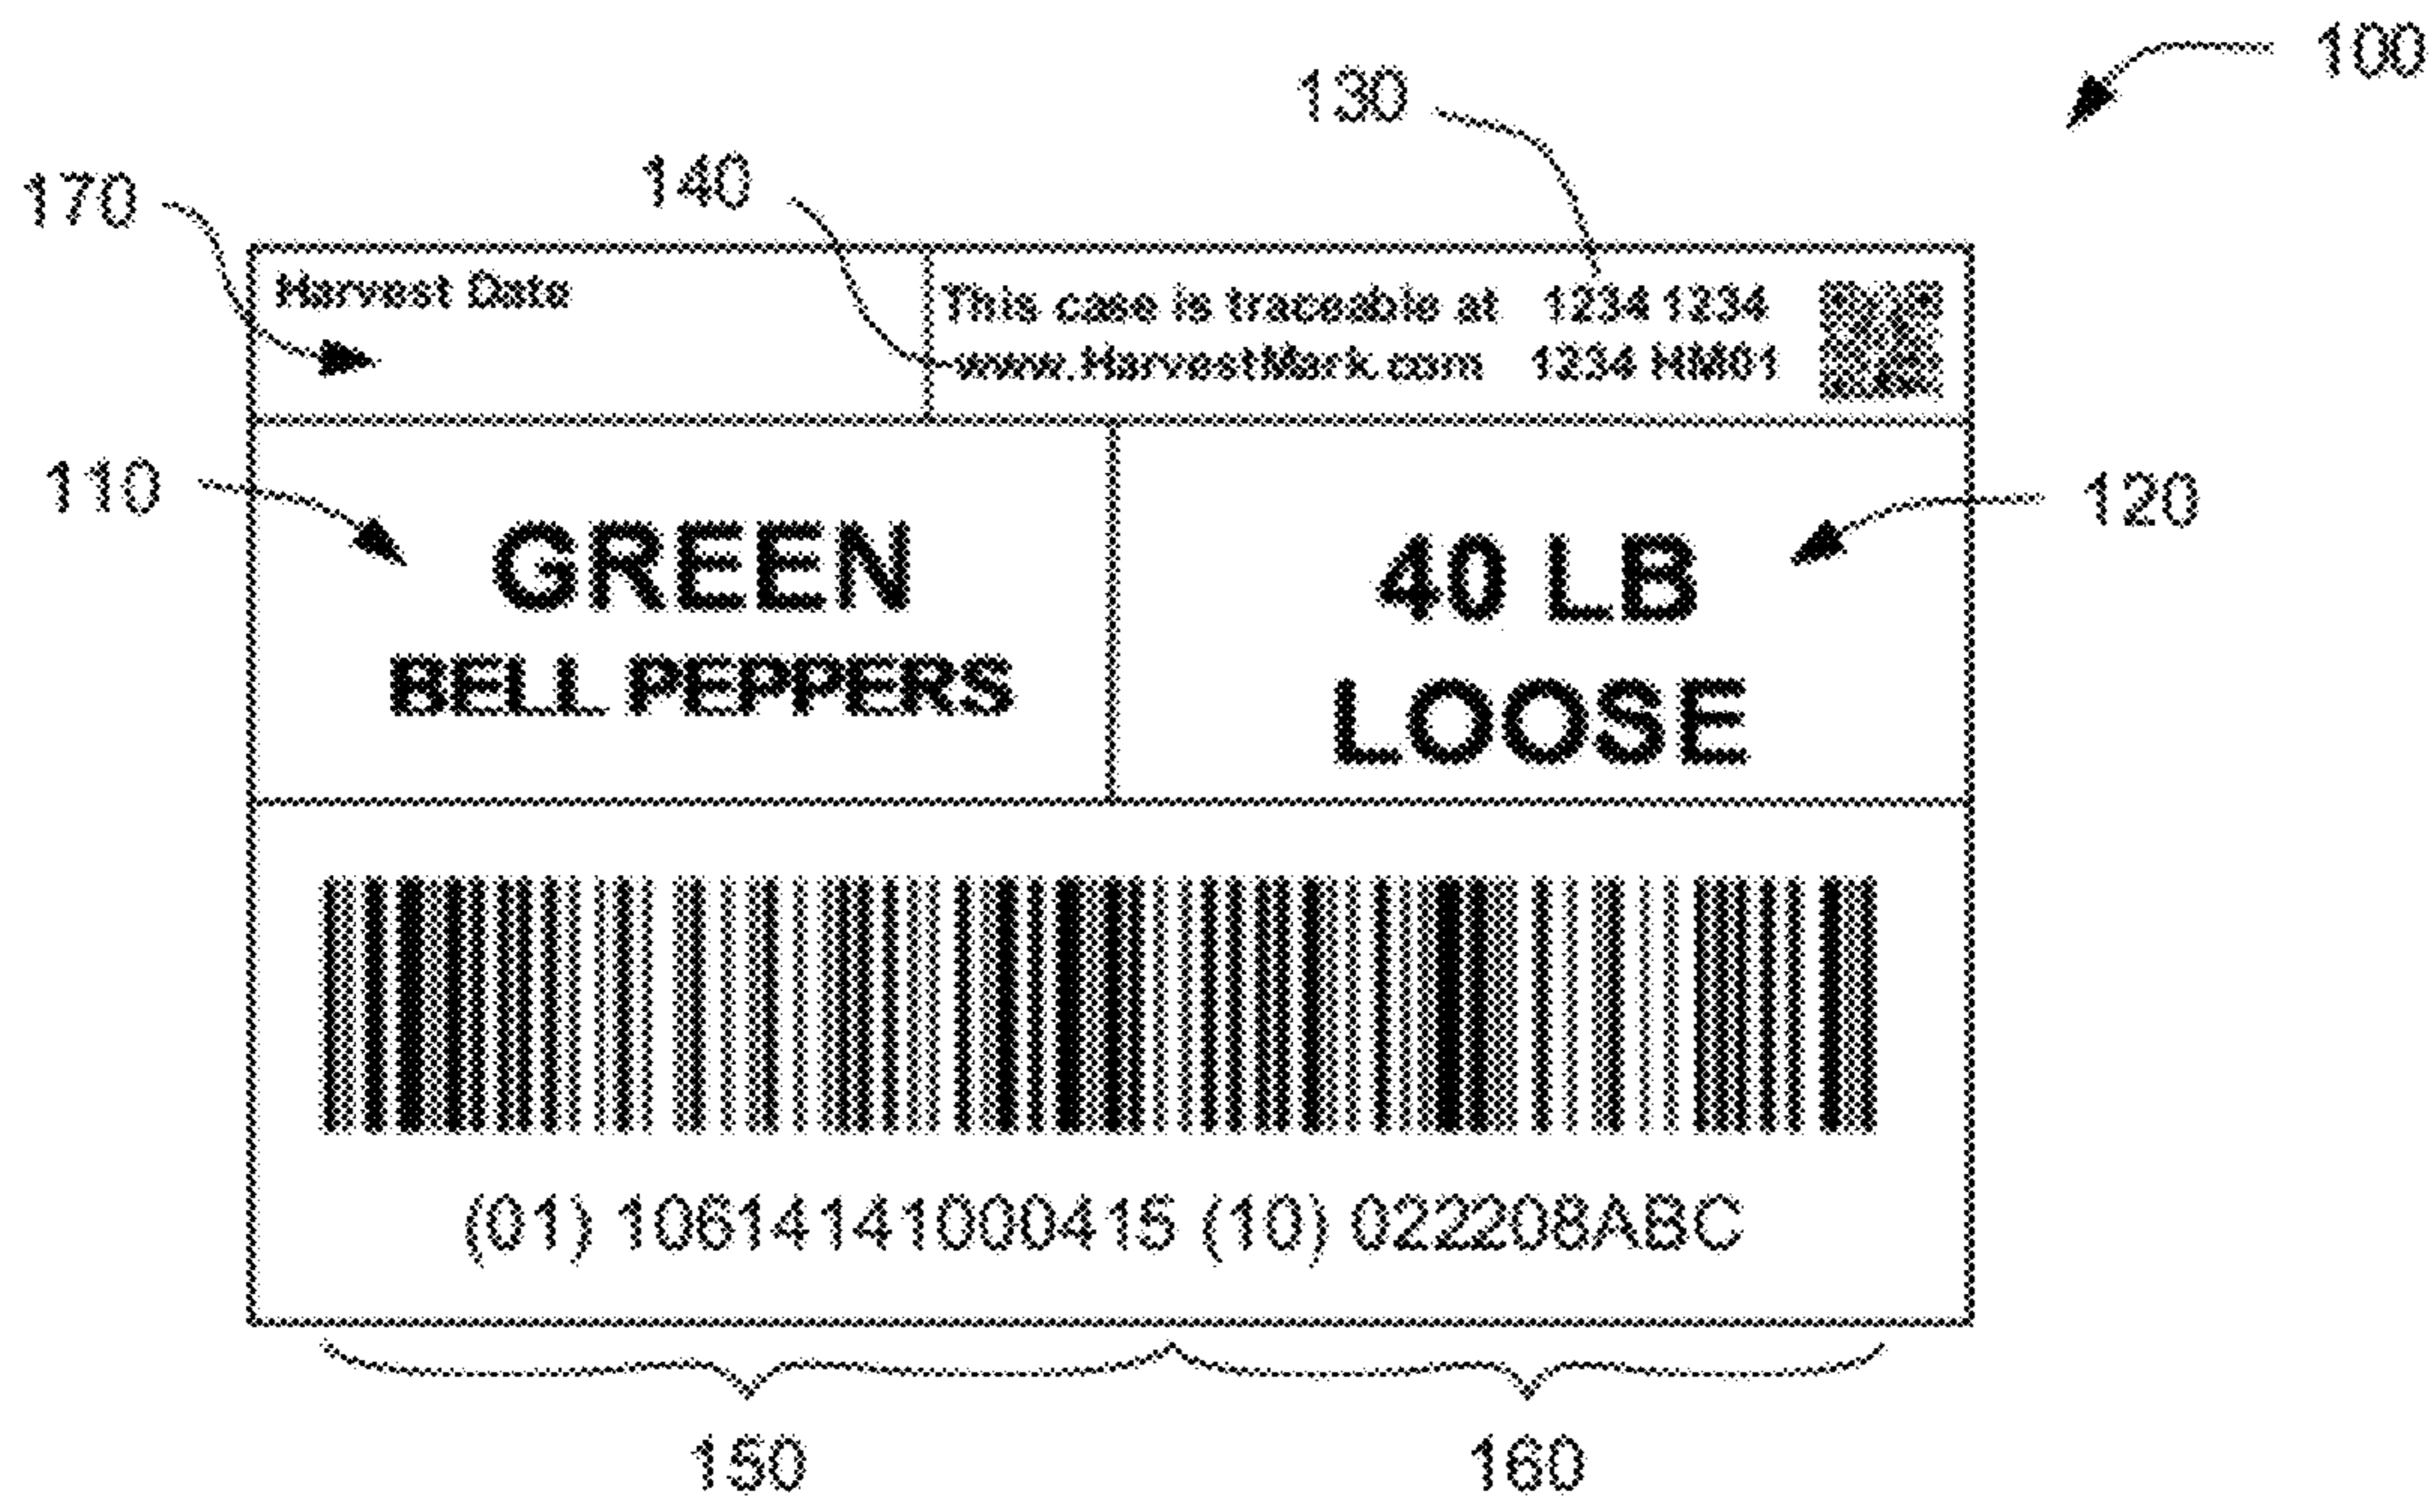 100
130
140
170
Harvest Date
This case is traceable at 1234 1234
www.HarvestMark.com 1234 HM01
110
120
GREEN
BELL PEPPERS
40 LB
LOOSE
(01) 10614141000415 (10) 022208ABC
150
160